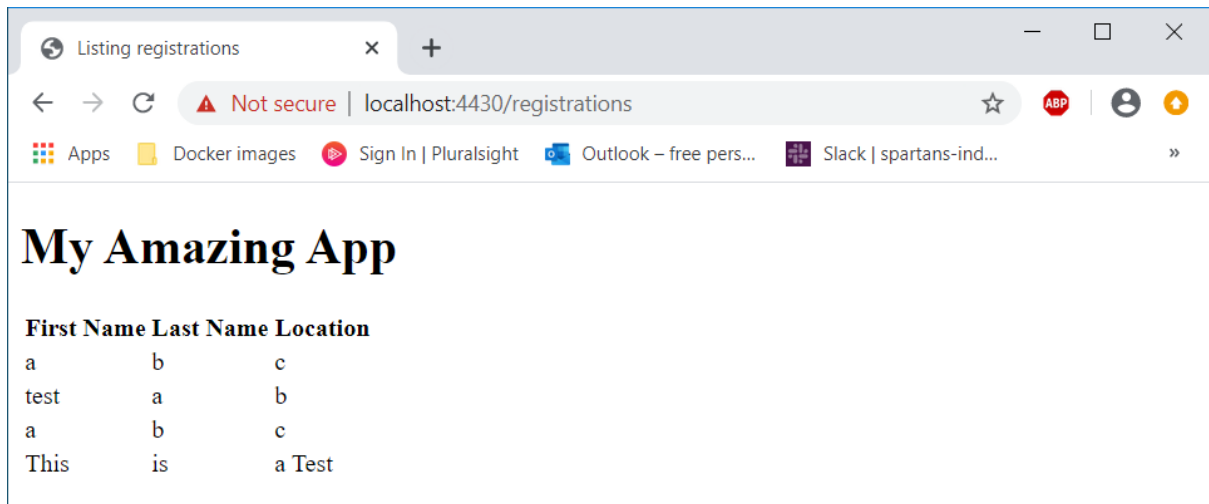 Listing registrations
Not secure | localhost:4430/registrations ABP
Apps Docker images Sign In | Pluralsight Outlook – free pers... Slack | spartans-ind... »
My Amazing App
First Name Last Name Location
a b c
test a b
a b c
This is a Test